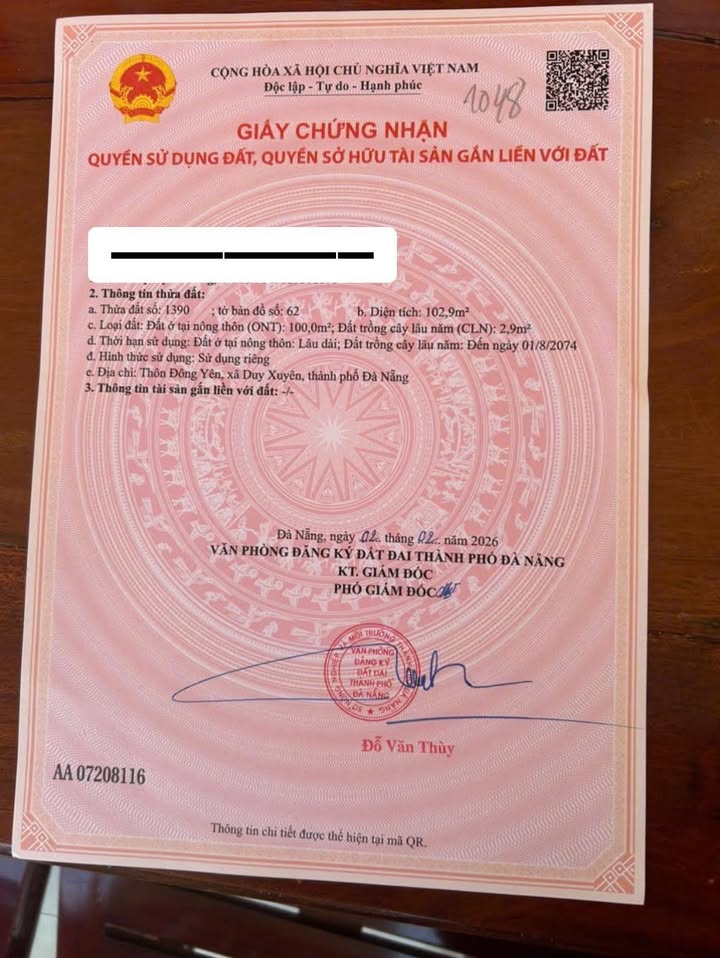 CỘNG HÒA XÃ HỘI CHỦ NGHĨA VIỆT NAM
Độc lập - Tự do - Hạnh phúc
1048
GIẤY CHỨNG NHẬN
QUYỀN SỬ DỤNG ĐẤT, QUYỀN SỞ HỮU TÀI SẢN GẮN LIỀN VỚI ĐẤT
2. Thông tin thửa đất:
a. Thửa đất số: 1390 ; tờ bản đồ số: 62 b. Diện tích: 102,9m²
c. Loại đất: Đất ở tại nông thôn (ONT): 100,0m²; Đất trồng cây lâu năm (CLN): 2,9m²
d. Thời hạn sử dụng: Đất ở tại nông thôn: Lâu dài; Đất trồng cây lâu năm: Đến ngày 01/8/2074
đ. Hình thức sử dụng: Sử dụng riêng
e. Địa chỉ: Thôn Đông Yên, xã Duy Xuyên, thành phố Đà Nẵng
3. Thông tin tài sản gắn liền với đất: -/-
Đà Nẵng, ngày 02 tháng 02 năm 2026
VĂN PHÒNG ĐĂNG KÝ ĐẤT ĐAI THÀNH PHỐ ĐÀ NẴNG
KT. GIÁM ĐỐC
PHÓ GIÁM ĐỐC
VĂN PHÒNG
ĐĂNG KÝ
ĐẤT ĐAI
THÀNH PHỐ
ĐÀ NẴNG
Đỗ Văn Thùy
AA 07208116
Thông tin chi tiết được thể hiện tại mã QR.